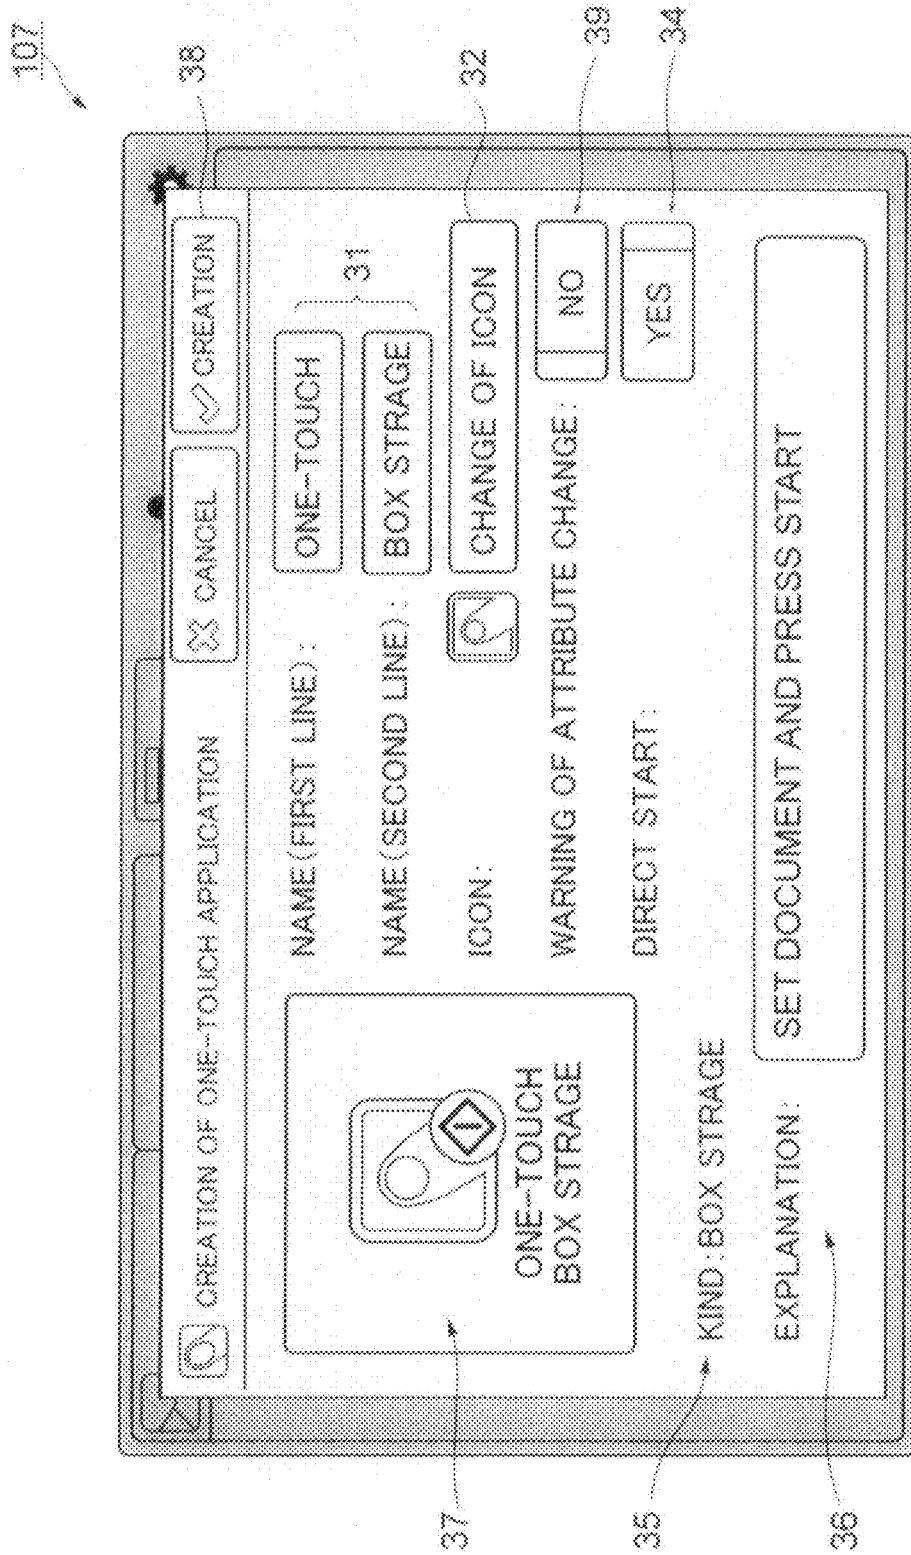 107
CREATION OF ONE-TOUCH APPLICATION
CANCEL
CREATION
38
NAME(FIRST LINE):
ONE-TOUCH
NAME(SECOND LINE):
BOX STRAGE
31
ICON:
CHANGE OF ICON
32
WARNING OF ATTRIBUTE CHANGE:
NO
39
DIRECT START:
YES
34
ONE-TOUCH
BOX STRAGE
37
KIND:BOX STRAGE
35
EXPLANATION:
SET DOCUMENT AND PRESS START
36